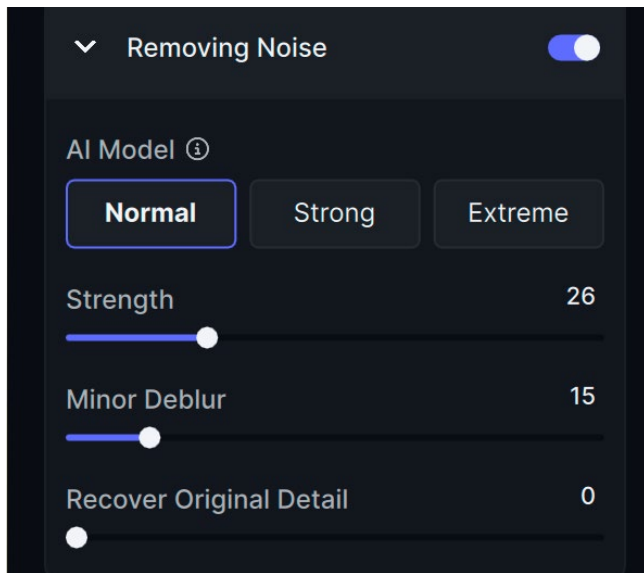 Removing Noise
AI Model
Normal Strong Extreme
Strength 26
Minor Deblur 15
Recover Original Detail 0